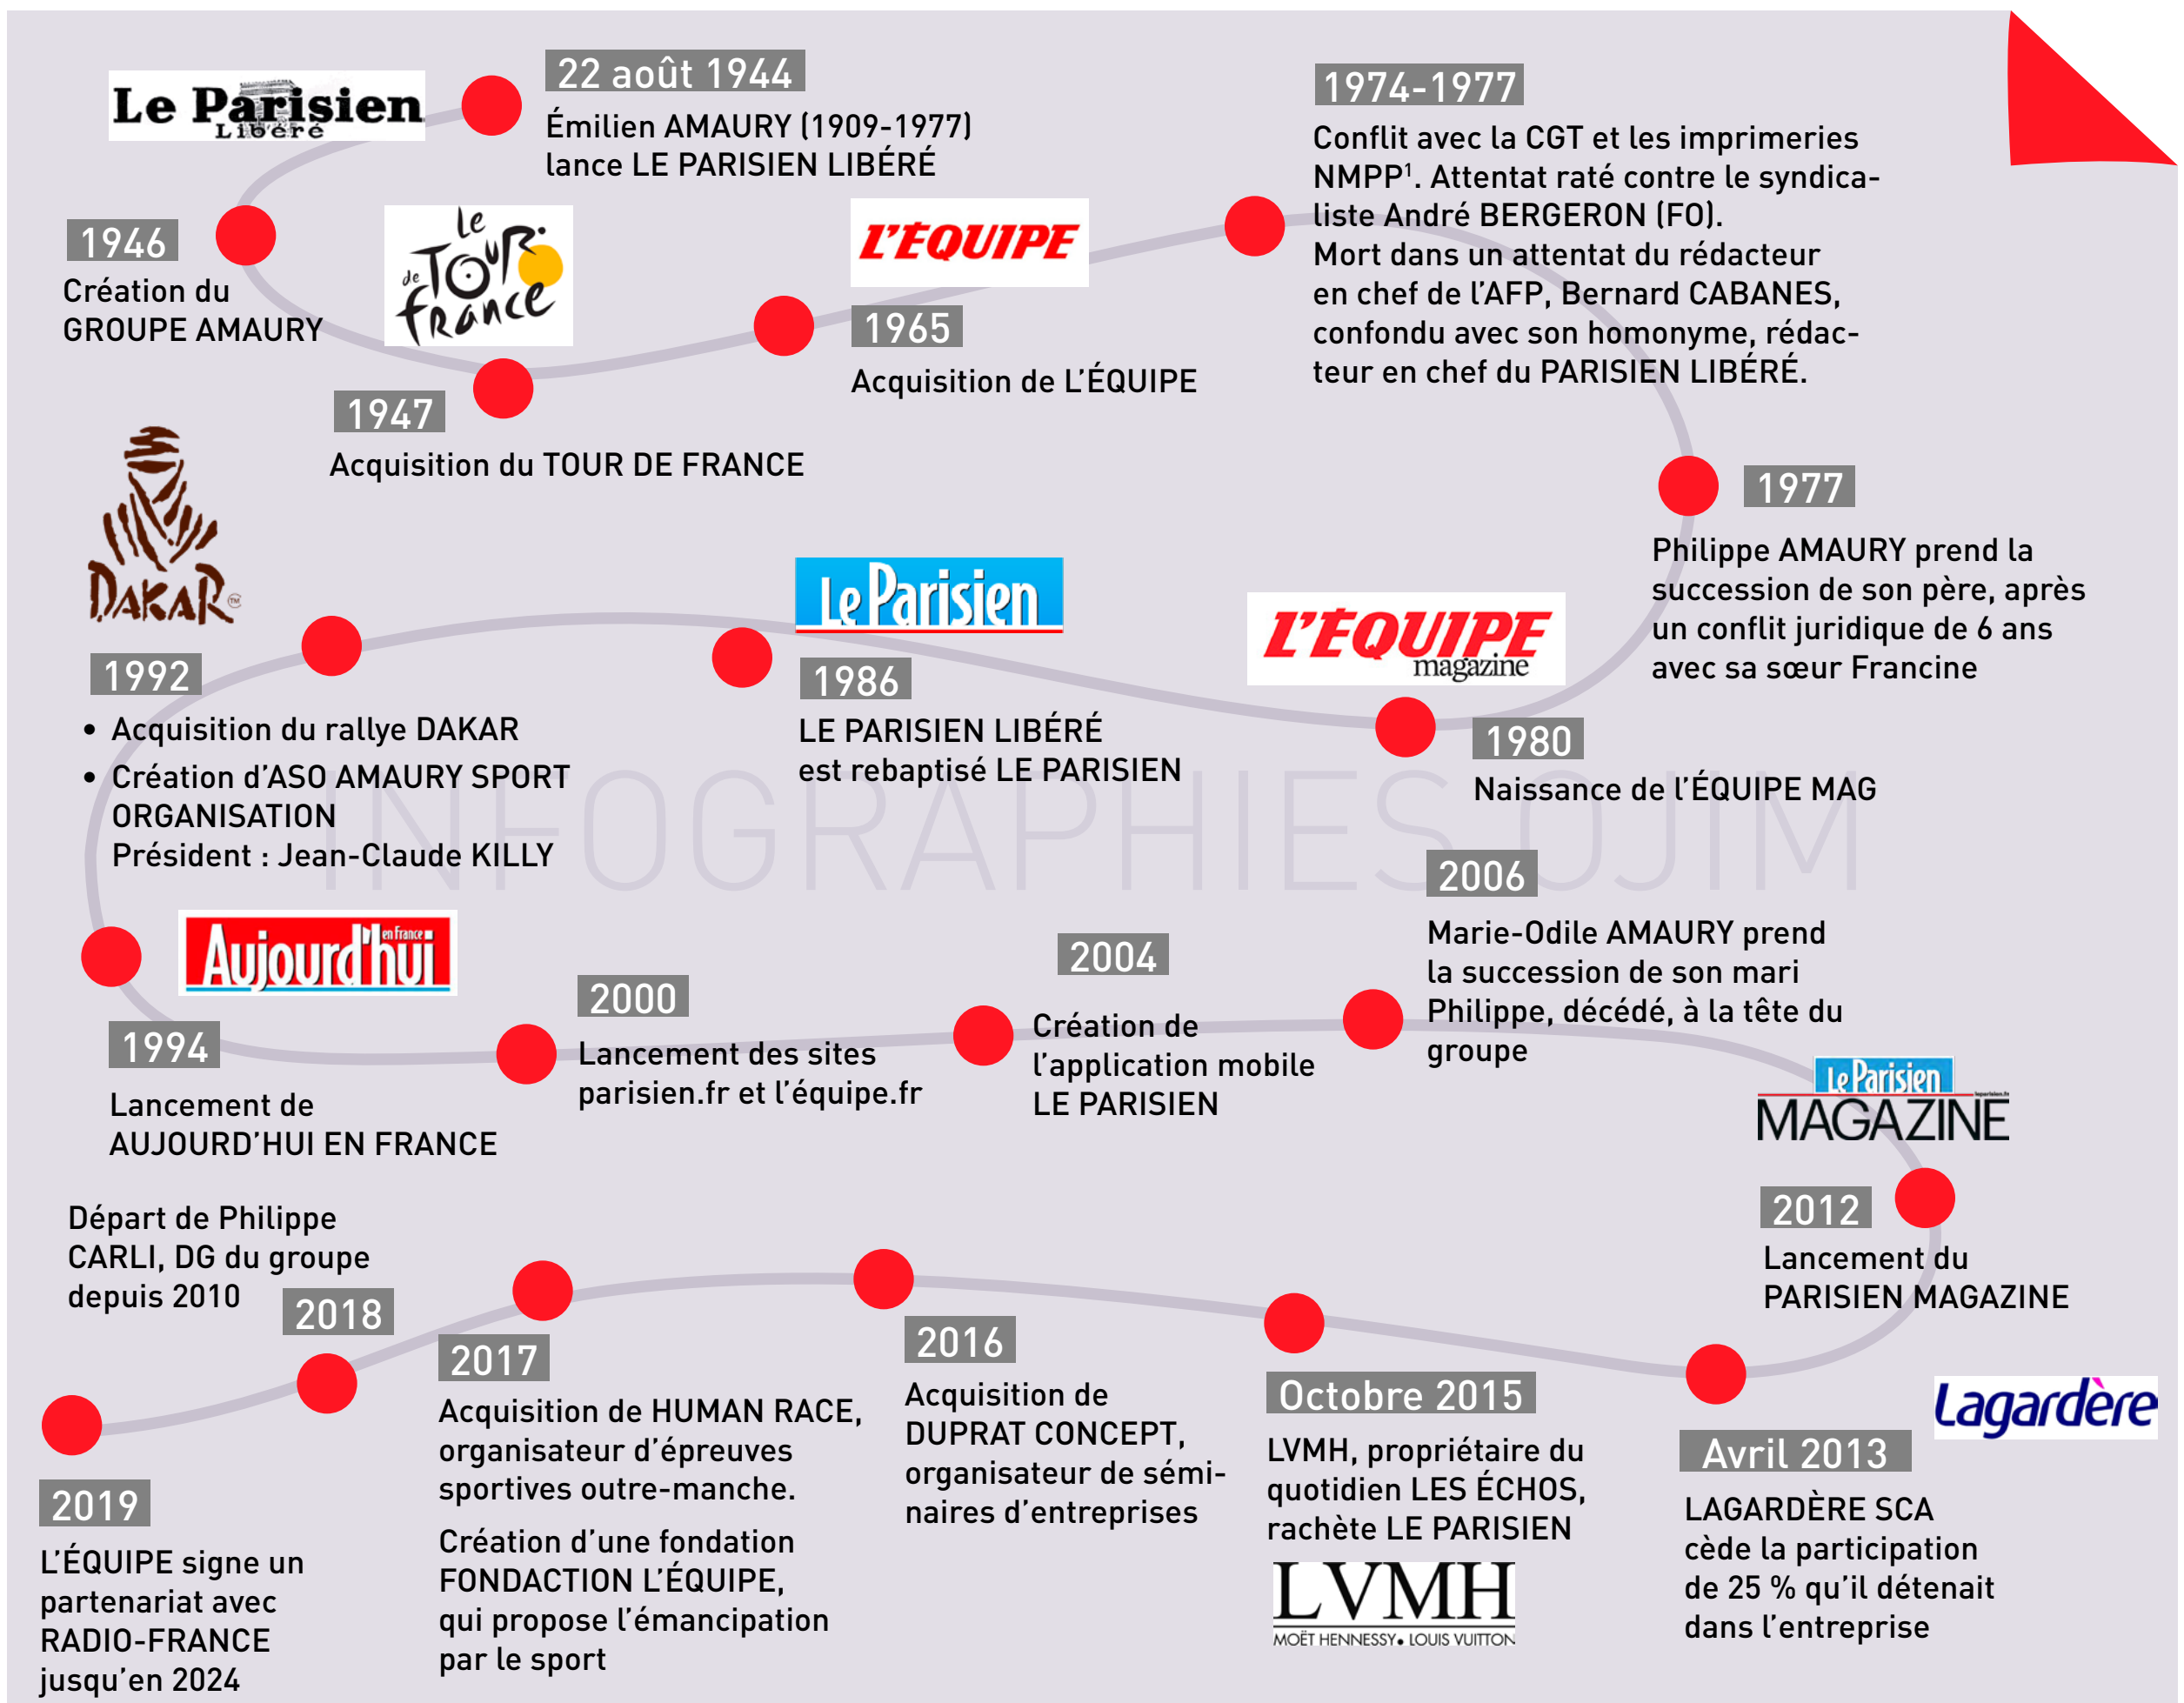 Le Parisien
Libéré
22 août 1944
Émilien AMAURY (1909-1977)
lance LE PARISIEN LIBÉRÉ
1946
Création du
GROUPE AMAURY
Le
TOUR
de
FRANCE
1947
Acquisition du TOUR DE FRANCE
L'ÉQUIPE
1965
Acquisition de L'ÉQUIPE
1974-1977
Conflit avec la CGT et les imprimeries
NMPP¹. Attentat raté contre le syndica-
liste André BERGERON (FO).
Mort dans un attentat du rédacteur
en chef de l'AFP, Bernard CABANES,
confondu avec son homonyme, rédac-
teur en chef du PARISIEN LIBÉRÉ.
1977
Philippe AMAURY prend la
succession de son père, après
un conflit juridique de 6 ans
avec sa sœur Francine
L'ÉQUIPE
magazine
1980
Naissance de l'ÉQUIPE MAG
Le Parisien
1986
LE PARISIEN LIBÉRÉ
est rebaptisé LE PARISIEN
DAKAR
TM
1992
• Acquisition du rallye DAKAR
• Création d'ASO AMAURY SPORT
ORGANISATION
Président : Jean-Claude KILLY
INFOGRAPHIES OJIM
Aujourd'hui
en France
1994
Lancement de
AUJOURD'HUI EN FRANCE
2000
Lancement des sites
parisien.fr et l'équipe.fr
2004
Création de
l'application mobile
LE PARISIEN
2006
Marie-Odile AMAURY prend
la succession de son mari
Philippe, décédé, à la tête du
groupe
Le Parisien
leparisien.fr
MAGAZINE
2012
Lancement du
PARISIEN MAGAZINE
Lagardère
Avril 2013
LAGARDÈRE SCA
cède la participation
de 25 % qu'il détenait
dans l'entreprise
Octobre 2015
LVMH, propriétaire du
quotidien LES ÉCHOS,
rachète LE PARISIEN
LVMH
MOËT HENNESSY • LOUIS VUITTON
2016
Acquisition de
DUPRAT CONCEPT,
organisateur de sémi-
naires d'entreprises
2017
Acquisition de HUMAN RACE,
organisateur d'épreuves
sportives outre-manche.
Création d'une fondation
FONDACTION L'ÉQUIPE,
qui propose l'émancipation
par le sport
Départ de Philippe
CARLI, DG du groupe
depuis 2010
2018
2019
L'ÉQUIPE signe un
partenariat avec
RADIO-FRANCE
jusqu'en 2024